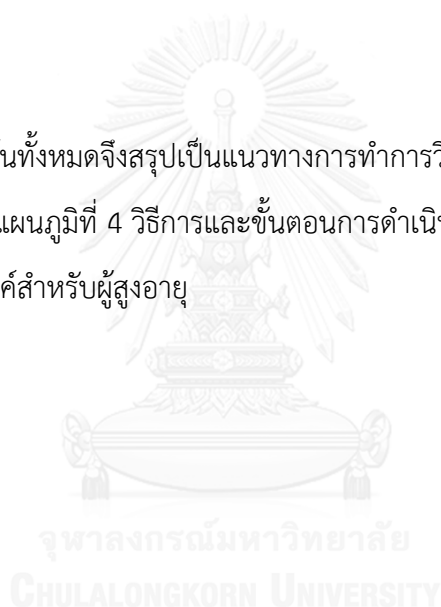 นทั้งหมดจึงสรุปเป็นแนวทางการทำการวิ
แผนภูมิที่ 4 วิธีการและขั้นตอนการดำเนิน
ค์สำหรับผู้สูงอายุ
จุฬาลงกรณ์มหาวิทยาลัย
CHULALONGKORN UNIVERSITY